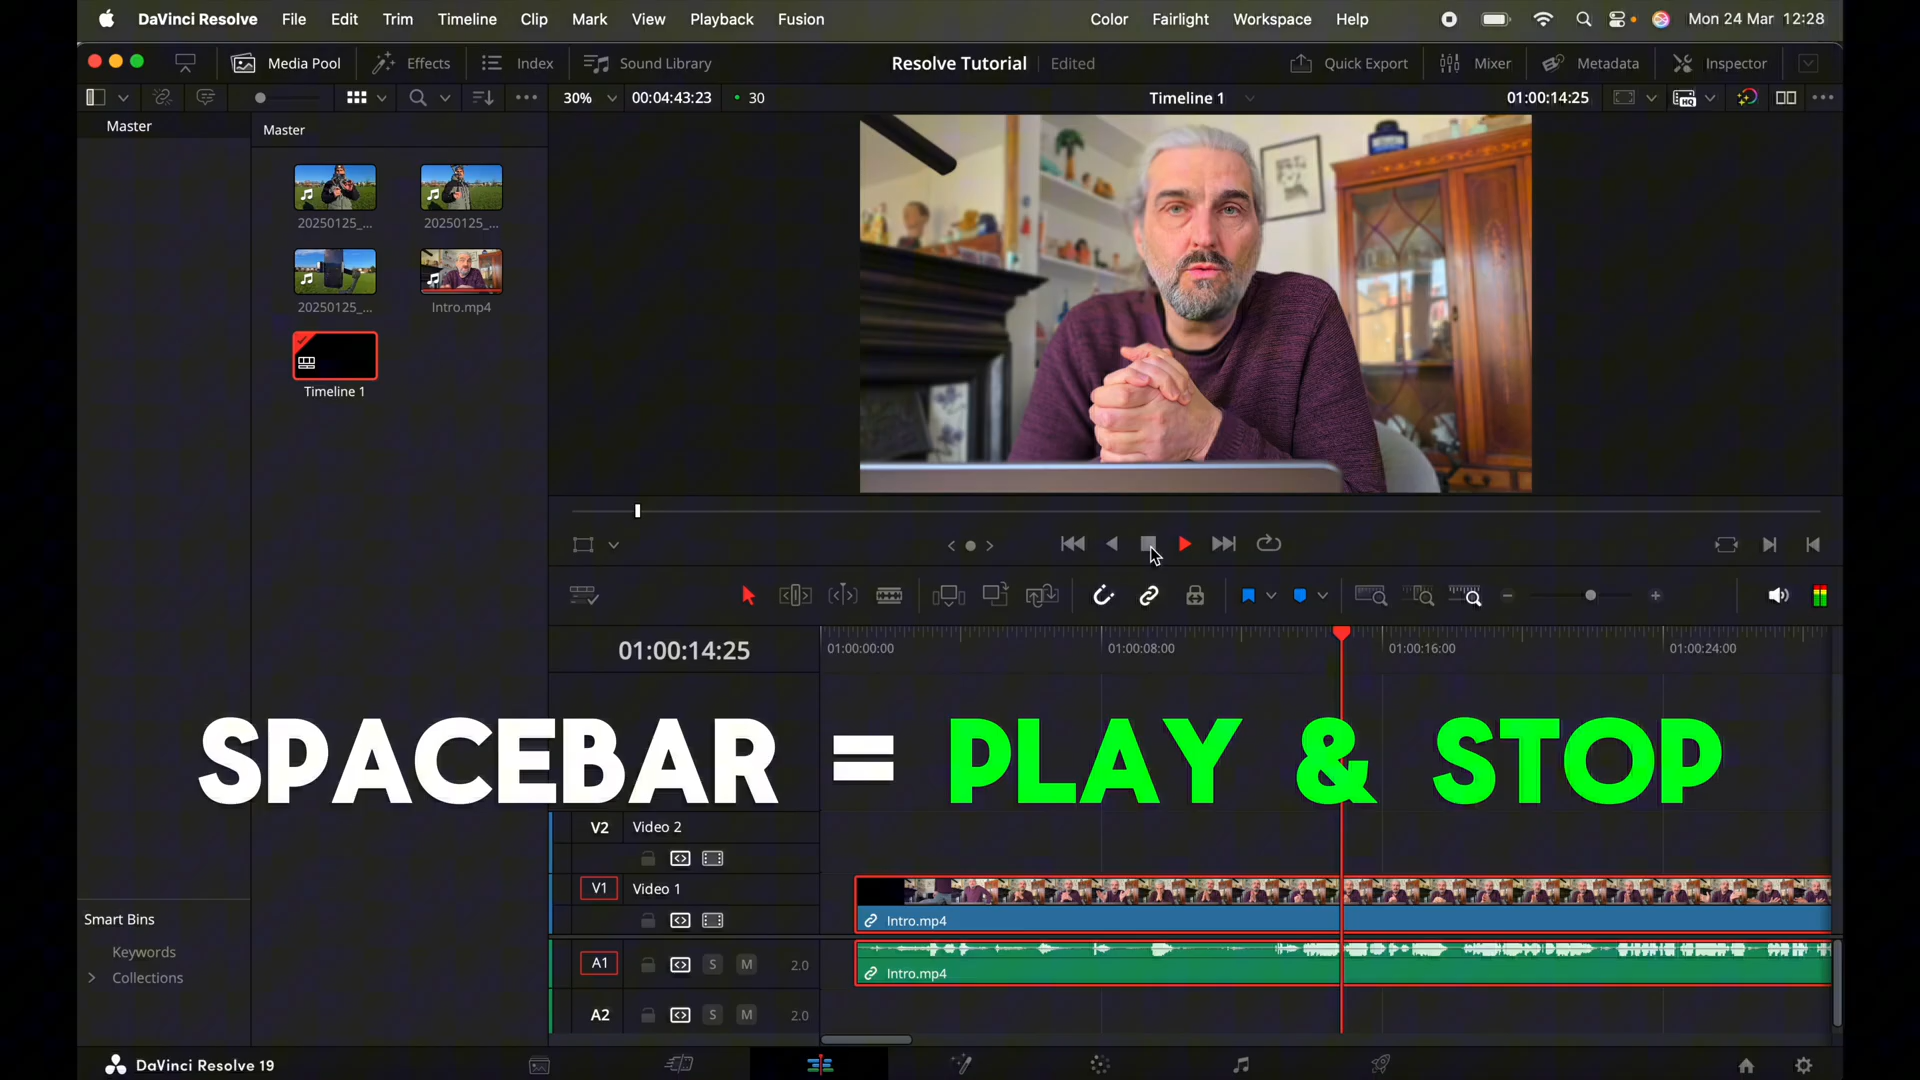 DaVinci Resolve File Edit Trim Timeline Clip Mark View Playback Fusion Color Fairlight Workspace Help Mon 24 Mar 12:28
Media Pool Effects Index Sound Library Resolve Tutorial Edited Quick Export Mixer Metadata Inspector
30% 00:04:43:23 30 Timeline 1 01:00:14:25 HQ
Master
Master
20250125_... 20250125_...
20250125_... Intro.mp4
Timeline 1
01:00:14:25
01:00:00:00 01:00:08:00 01:00:16:00 01:00:24:00
SPACEBAR = PLAY & STOP
V2 Video 2
V1 Video 1
Intro.mp4
A1 S M 2.0
Intro.mp4
A2 S M 2.0
Smart Bins
Keywords
Collections
DaVinci Resolve 19